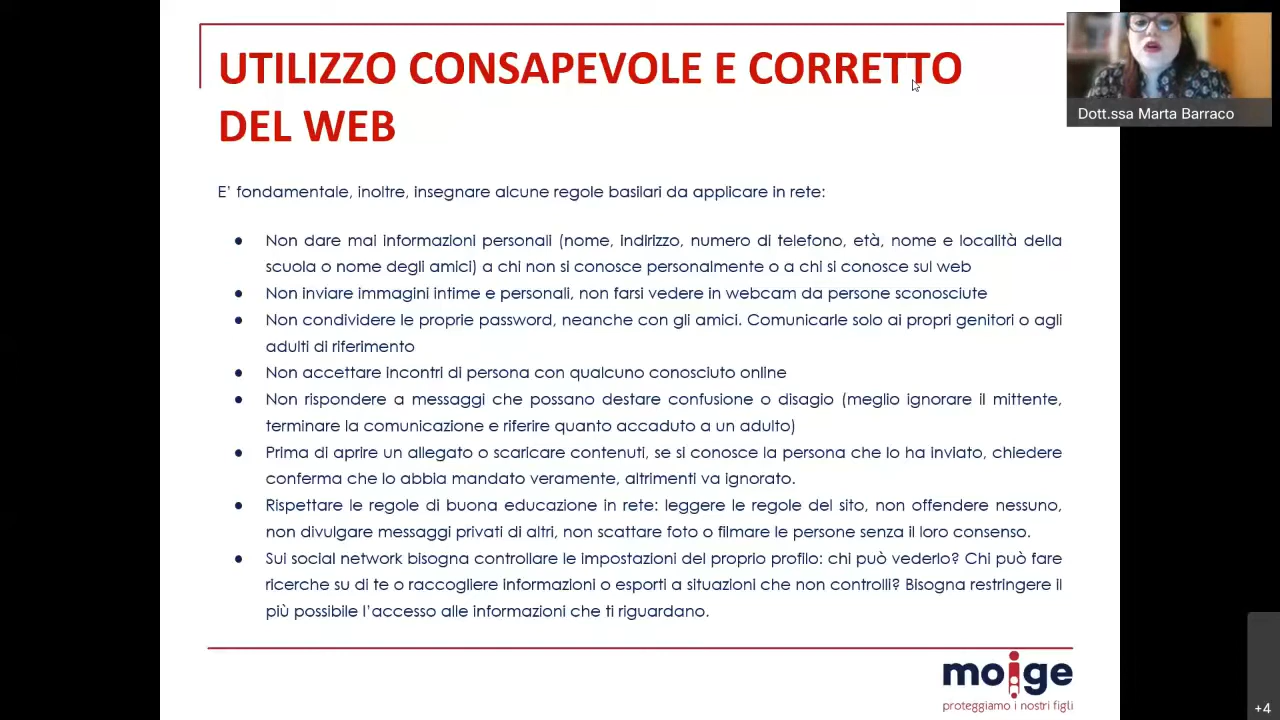 UTILIZZO CONSAPEVOLE E CORRETTO
DEL WEB
Dott.ssa Marta Barraco
E' fondamentale, inoltre, insegnare alcune regole basilari da applicare in rete:
● Non dare mai informazioni personali (nome, indirizzo, numero di telefono, età, nome e località della
scuola o nome degli amici) a chi non si conosce personalmente o a chi si conosce sul web
● Non inviare immagini intime e personali, non farsi vedere in webcam da persone sconosciute
● Non condividere le proprie password, neanche con gli amici. Comunicarle solo ai propri genitori o agli
adulti di riferimento
● Non accettare incontri di persona con qualcuno conosciuto online
● Non rispondere a messaggi che possano destare confusione o disagio (meglio ignorare il mittente,
terminare la comunicazione e riferire quanto accaduto a un adulto)
● Prima di aprire un allegato o scaricare contenuti, se si conosce la persona che lo ha inviato, chiedere
conferma che lo abbia mandato veramente, altrimenti va ignorato.
● Rispettare le regole di buona educazione in rete: leggere le regole del sito, non offendere nessuno,
non divulgare messaggi privati di altri, non scattare foto o filmare le persone senza il loro consenso.
● Sui social network bisogna controllare le impostazioni del proprio profilo: chi può vederlo? Chi può fare
ricerche su di te o raccogliere informazioni o esporti a situazioni che non controlli? Bisogna restringere il
più possibile l'accesso alle informazioni che ti riguardano.
moige
proteggiamo i nostri figli
+4